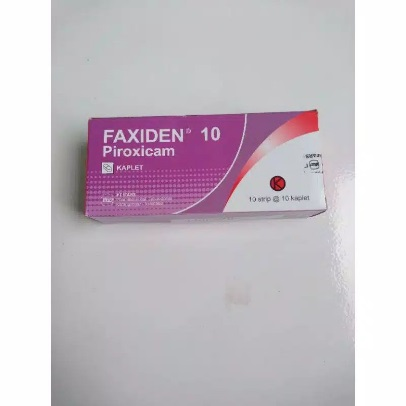 FAXIDEN® 10
Piroxicam
KAPLET
K
10 strip @ 10 kaplet